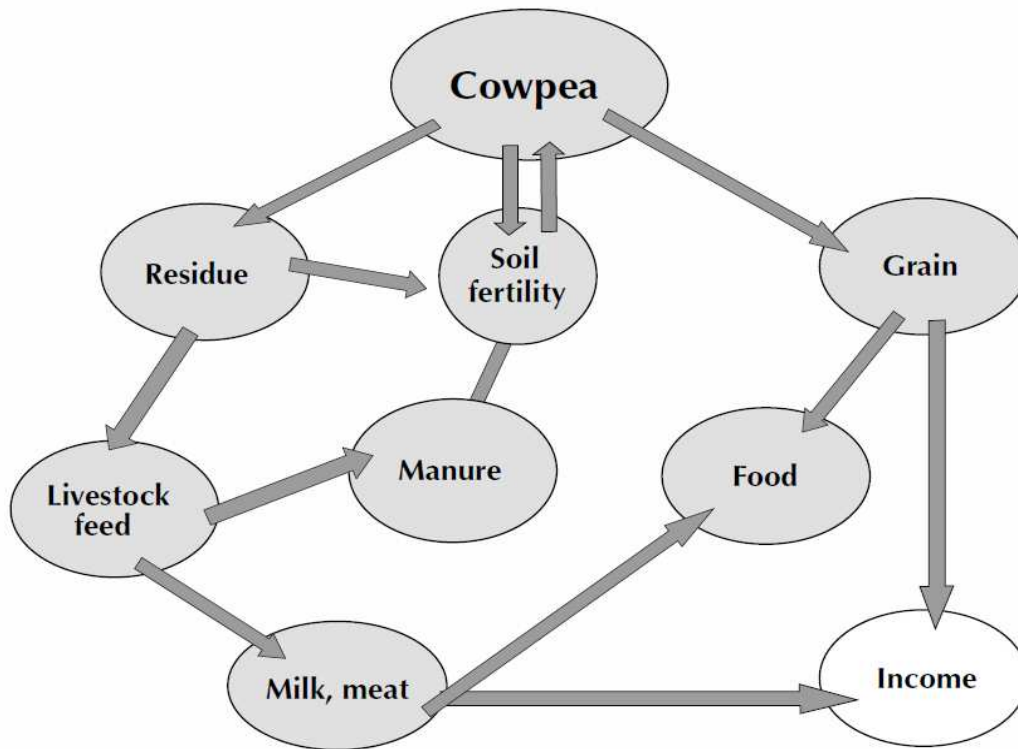 Cowpea
Residue
Soil
fertility
Grain
Livestock
feed
Manure
Food
Milk, meat
Income